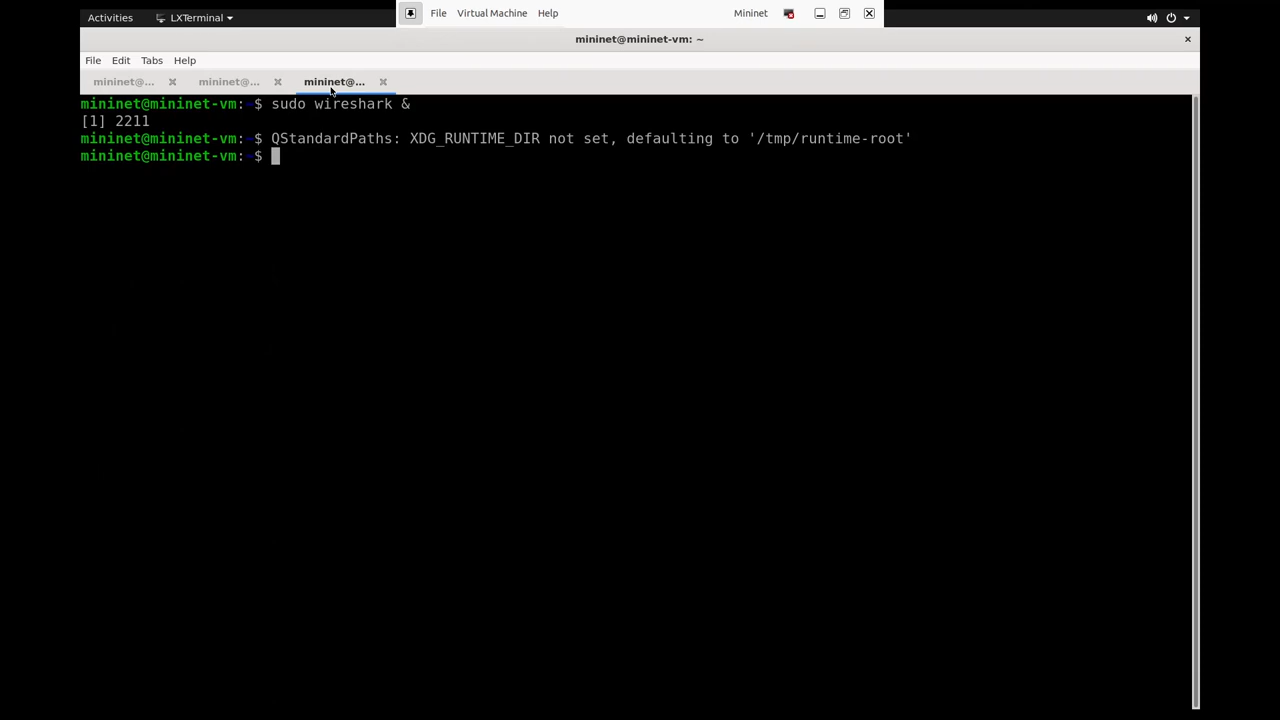 Activities LXTerminal File Virtual Machine Help Mininet
mininet@mininet-vm: ~
File Edit Tabs Help
mininet@... mininet@... mininet@...
mininet@mininet-vm:~$ sudo wireshark &
[1] 2211
mininet@mininet-vm:~$ QStandardPaths: XDG_RUNTIME_DIR not set, defaulting to '/tmp/runtime-root'
mininet@mininet-vm:~$